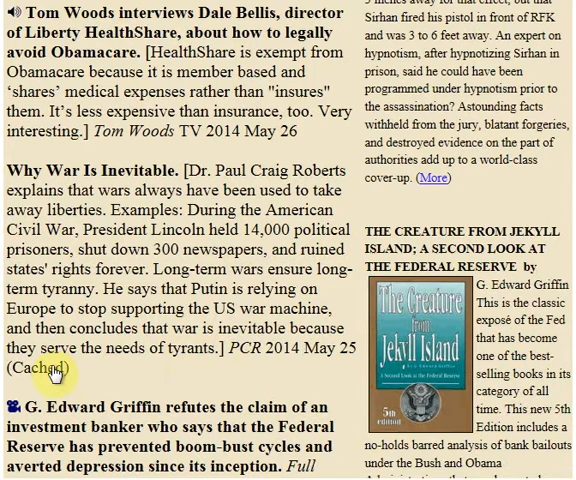 Tom Woods interviews Dale Bellis, director
of Liberty HealthShare, about how to legally
avoid Obamacare. [HealthShare is exempt from
Obamacare because it is member based and
‘shares’ medical expenses rather than "insures"
them. It’s less expensive than insurance, too. Very
interesting.] Tom Woods TV 2014 May 26
Why War Is Inevitable. [Dr. Paul Craig Roberts
explains that wars always have been used to take
away liberties. Examples: During the American
Civil War, President Lincoln held 14,000 political
prisoners, shut down 300 newspapers, and ruined
states' rights forever. Long-term wars ensure long-
term tyranny. He says that Putin is relying on
Europe to stop supporting the US war machine,
and then concludes that war is inevitable because
they serve the needs of tyrants.] PCR 2014 May 25
(Cached)
G. Edward Griffin refutes the claim of an
investment banker who says that the Federal
Reserve has prevented boom-bust cycles and
averted depression since its inception. Full
Sirhan fired his pistol in front of RFK
and was 3 to 6 feet away. An expert on
hypnotism, after hypnotizing Sirhan in
prison, said he could have been
programmed under hypnotism prior to
the assassination? Astounding facts
withheld from the jury, blatant forgeries,
and destroyed evidence on the part of
authorities add up to a world-class
cover-up. (More)
THE CREATURE FROM JEKYLL
ISLAND; A SECOND LOOK AT
THE FEDERAL RESERVE by
G. Edward Griffin
This is the classic
exposé of the Fed
that has become
one of the best-
selling books in its
category of all
time. This new 5th
Edition includes a
no-holds barred analysis of bank bailouts
under the Bush and Obama
The Creature
from
Jekyll Island
A Second Look at the Federal Reserve
5th
edition